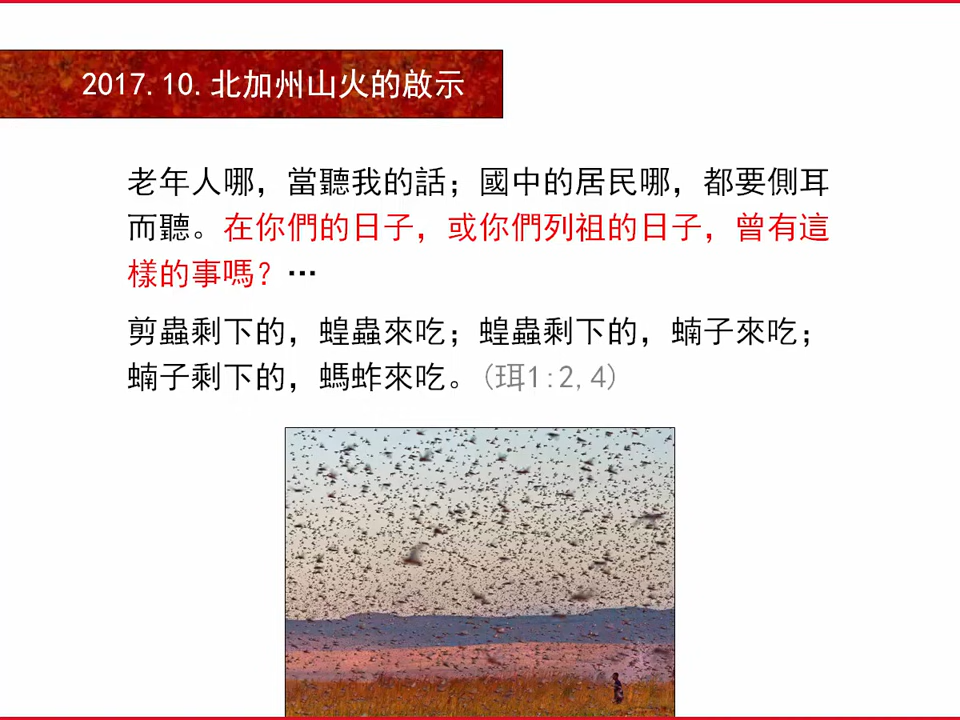 2017.10.北加州山火的啟示
老年人哪，當聽我的話；國中的居民哪，都要側耳
而聽。在你們的日子，或你們列祖的日子，曾有這
樣的事嗎？…
剪蟲剩下的，蝗蟲來吃；蝗蟲剩下的，蝻子來吃；
蝻子剩下的，螞蚱來吃。(珥1:2,4)